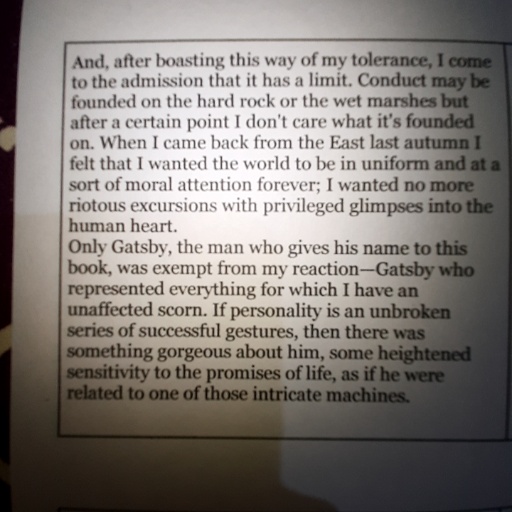 And, after boasting this way of my tolerance, I come
to the admission that it has a limit. Conduct may be
founded on the hard rock or the wet marshes but
after a certain point I don't care what it's founded
on. When I came back from the East last autumn I
felt that I wanted the world to be in uniform and at a
sort of moral attention forever; I wanted no more
riotous excursions with privileged glimpses into the
human heart.
Only Gatsby, the man who gives his name to this
book, was exempt from my reaction—Gatsby who
represented everything for which I have an
unaffected scorn. If personality is an unbroken
series of successful gestures, then there was
something gorgeous about him, some heightened
sensitivity to the promises of life, as if he were
related to one of those intricate machines.